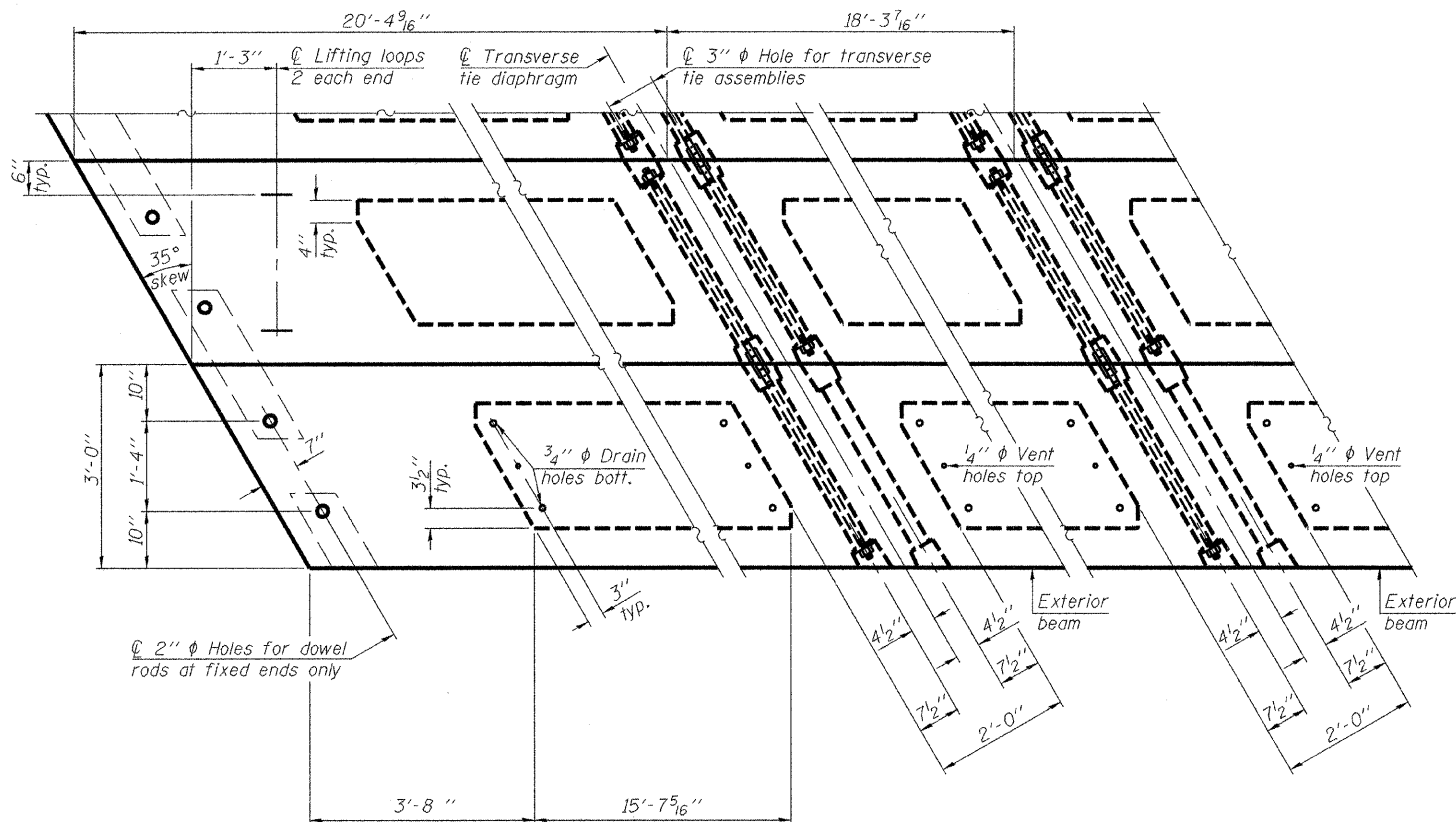 20'-4 9/16"
18'-3 7/16"
1'-3"
℄ Lifting loops
2 each end
℄ Transverse
tie diaphragm
℄ 3" φ Hole for transverse
tie assemblies
6"
typ.
4"
typ.
35°
skew
3'-0"
10"
1'-4"
10"
7"
3 1/2"
typ.
3/4" φ Drain
holes bott.
1/4" φ Vent
holes top
1/4" φ Vent
holes top
3"
typ.
℄ 2" φ Holes for dowel
rods at fixed ends only
Exterior
beam
Exterior
beam
4 1/2"
4 1/2"
7 1/2"
7 1/2"
2'-0"
4 1/2"
4 1/2"
7 1/2"
7 1/2"
2'-0"
3'-8 "
15'-7 5/16"